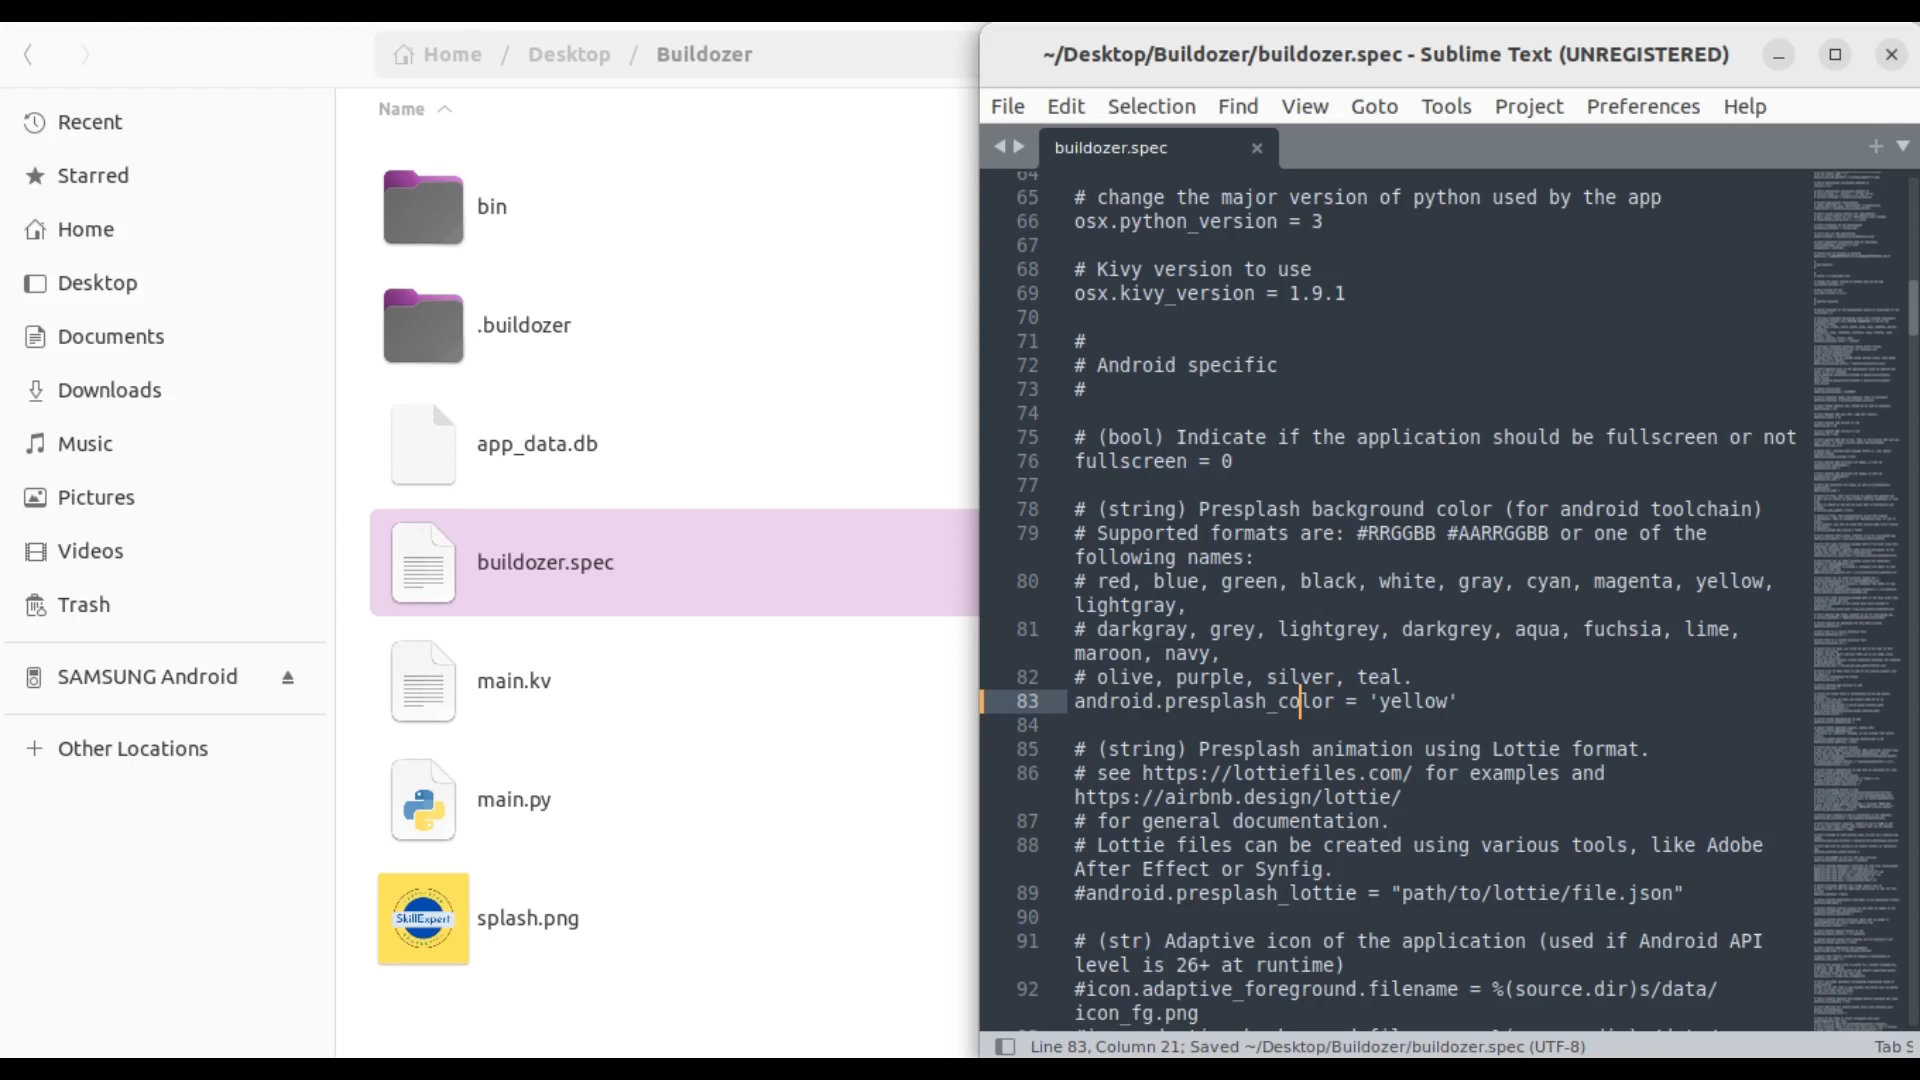 Home / Desktop / Buildozer
Recent
Starred
Home
Desktop
Documents
Downloads
Music
Pictures
Videos
Trash
SAMSUNG Android
+ Other Locations
Name
bin
.buildozer
app_data.db
buildozer.spec
main.kv
main.py
SkillExpert
splash.png
~/Desktop/Buildozer/buildozer.spec - Sublime Text (UNREGISTERED)
File Edit Selection Find View Goto Tools Project Preferences Help
buildozer.spec
64
65 # change the major version of python used by the app
66 osx.python_version = 3
67
68 # Kivy version to use
69 osx.kivy_version = 1.9.1
70
71 #
72 # Android specific
73 #
74
75 # (bool) Indicate if the application should be fullscreen or not
76 fullscreen = 0
77
78 # (string) Presplash background color (for android toolchain)
79 # Supported formats are: #RRGGBB #AARRGGBB or one of the
following names:
80 # red, blue, green, black, white, gray, cyan, magenta, yellow,
lightgray,
81 # darkgray, grey, lightgrey, darkgrey, aqua, fuchsia, lime,
maroon, navy,
82 # olive, purple, silver, teal.
83 android.presplash_color = 'yellow'
84
85 # (string) Presplash animation using Lottie format.
86 # see https://lottiefiles.com/ for examples and
https://airbnb.design/lottie/
87 # for general documentation.
88 # Lottie files can be created using various tools, like Adobe
After Effect or Synfig.
89 #android.presplash_lottie = "path/to/lottie/file.json"
90
91 # (str) Adaptive icon of the application (used if Android API
level is 26+ at runtime)
92 #icon.adaptive_foreground.filename = %(source.dir)s/data/
icon_fg.png
Line 83, Column 21; Saved ~/Desktop/Buildozer/buildozer.spec (UTF-8)
Tab S